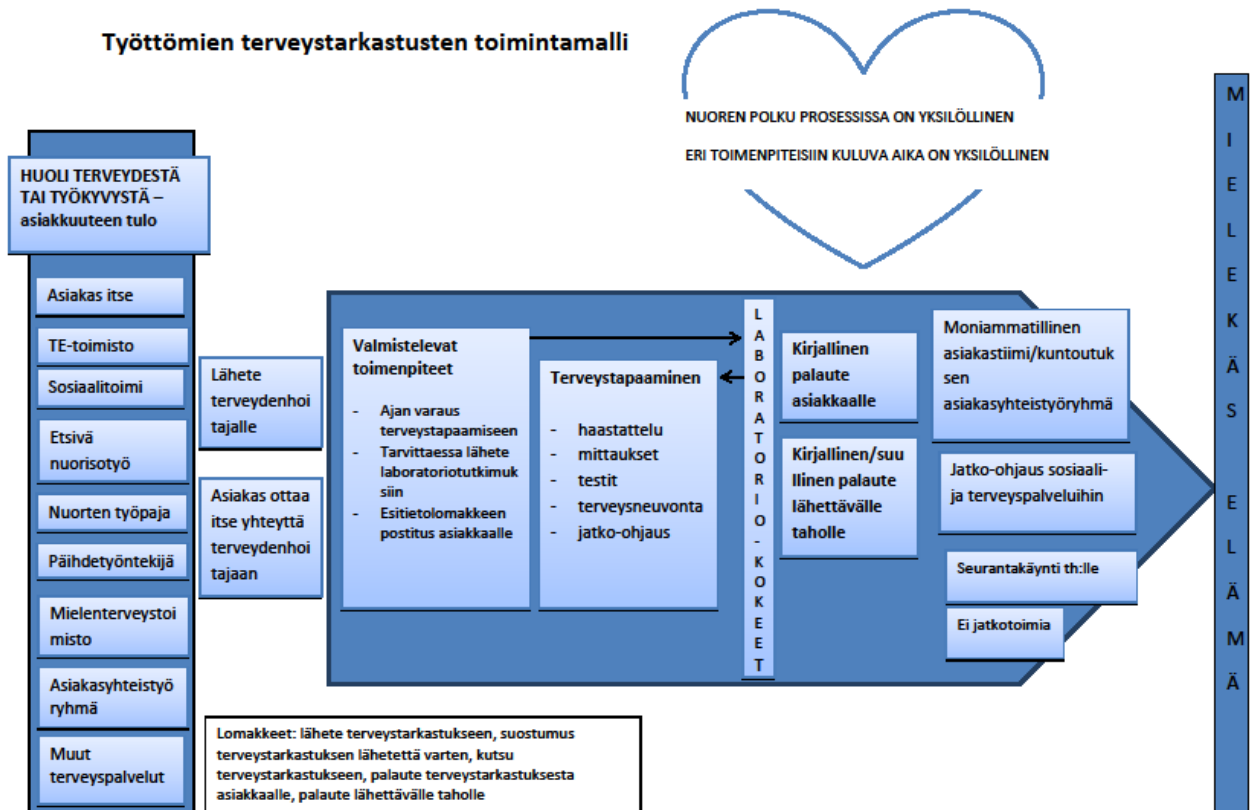 Työttömien terveystarkastusten toimintamalli
NUOREN POLKU PROSESSISSA ON YKSILÖLLINEN
ERI TOIMENPITEISIIN KULUVA AIKA ON YKSILÖLLINEN
HUOLI TERVEYDESTÄ
TAI TYÖKYVYSTÄ –
asiakkuuteen tulo
Asiakas itse
TE-toimisto
Sosiaalitoimi
Etsivä
nuorisotyö
Nuorten työpaja
Päihdetyöntekijä
Mielenterveystoi
misto
Asiakasyhteistyö
ryhmä
Muut
terveyspalvelut
Lähete
terveydenhoi
tajalle
Asiakas ottaa
itse yhteyttä
terveydenhoi
tajaan
Valmistelevat
toimenpiteet
- Ajan varaus
terveystapaamiseen
- Tarvittaessa lähete
laboratoriotutkimuk
siin
- Esitietolomakkeen
postitus asiakkaalle
Terveystapaaminen
- haastattelu
- mittaukset
- testit
- terveysneuvonta
- jatko-ohjaus
L
A
B
O
R
A
T
O
R
I
O
-
K
O
K
E
E
T
Kirjallinen
palaute
asiakkaalle
Kirjallinen/suu
llinen palaute
lähettävälle
taholle
Moniammatillinen
asiakastiimi/kuntoutuk
sen
asiakasyhteistyöryhmä
Jatko-ohjaus sosiaali-
ja terveyspalveluihin
Seurantakäynti th:lle
Ei jatkotoimia
M
I
E
L
E
K
Ä
S
E
L
Ä
M
Ä
Lomakkeet: lähete terveystarkastukseen, suostumus
terveystarkastuksen lähetettä varten, kutsu
terveystarkastukseen, palaute terveystarkastuksesta
asiakkaalle, palaute lähettävälle taholle